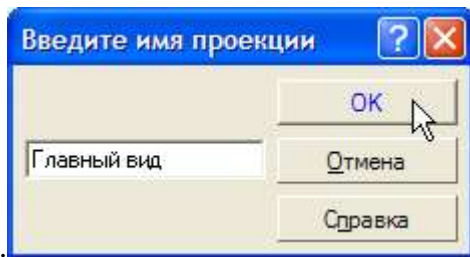 Введите имя проекции
OK
Главный вид
Отмена
Справка